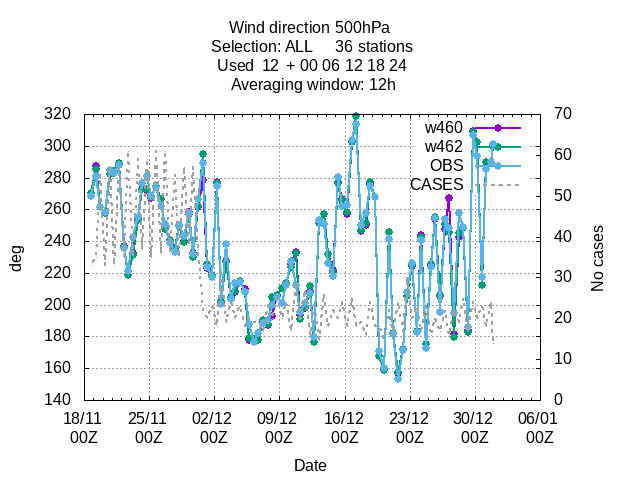 Wind direction 500hPa
Selection: ALL     36 stations
Used  12  + 00 06 12 18 24
Averaging window: 12h
320
300
280
260
240
220
200
180
160
140
deg
70
60
50
40
30
20
10
0
No cases
w460
w462
OBS
CASES
18/11 25/11 02/12 09/12 16/12 23/12 30/12 06/01
00Z 00Z 00Z 00Z 00Z 00Z 00Z 00Z
Date